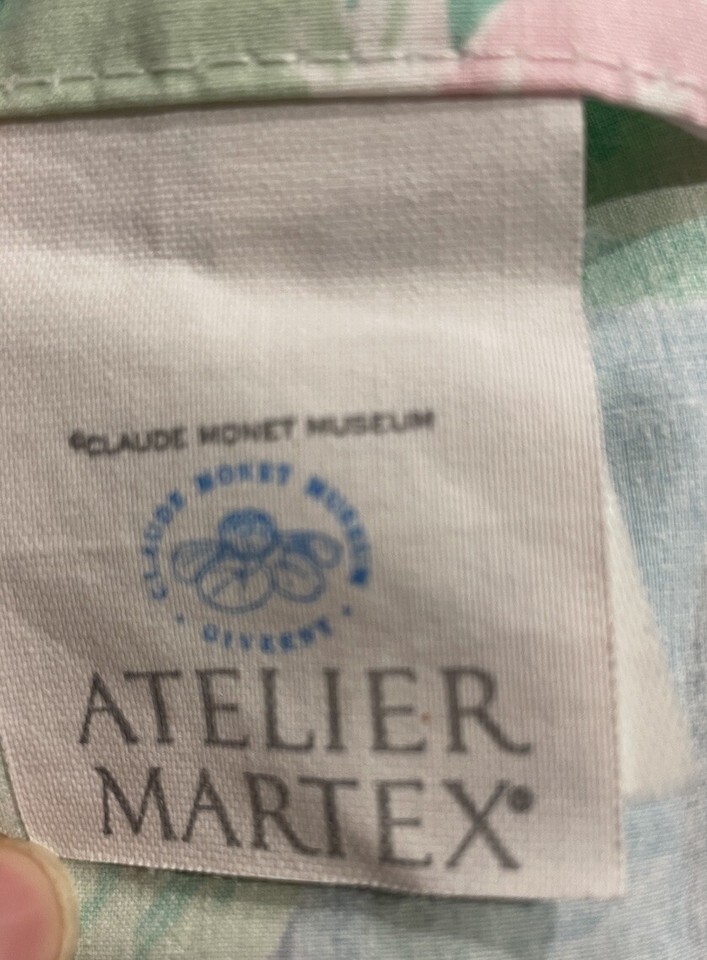 ©CLAUDE MONET MUSEUM
CLAUDE MONET MUSEUM
• GIVERNY •
ATELIER
MARTEX®